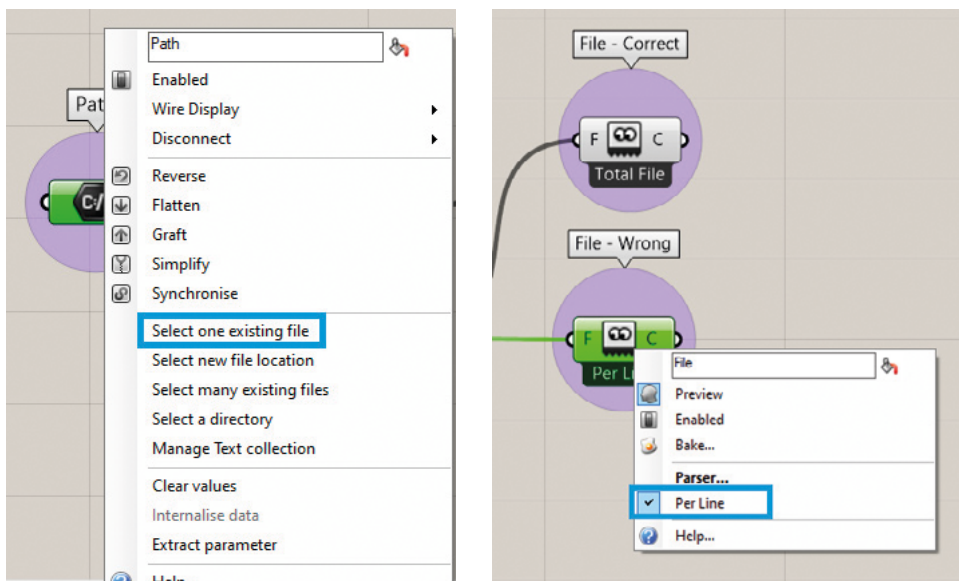 Path
Enabled
Wire Display
Disconnect
Reverse
Flatten
Graft
Simplify
Synchronise
Select one existing file
Select new file location
Select many existing files
Select a directory
Manage Text collection
Clear values
Internalise data
Extract parameter
Help
Pat
C:/
File - Correct
F C
Total File
File - Wrong
F C
Per Li
File
Preview
Enabled
Bake...
Parser...
Per Line
Help...